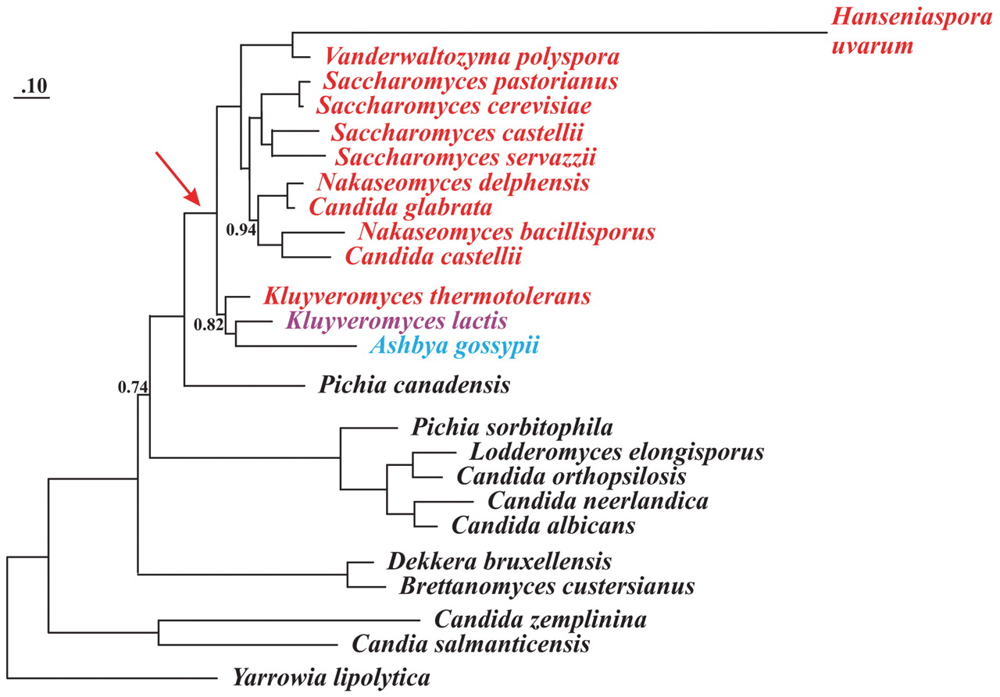 Hanseniaspora
uvarum
.10
Vanderwaltozyma polyspora
Saccharomyces pastorianus
Saccharomyces cerevisiae
Saccharomyces castellii
Saccharomyces servazzii
Nakaseomyces delphensis
Candida glabrata
0.94
Nakaseomyces bacillisporus
Candida castellii
Kluyveromyces thermotolerans
0.82
Kluyveromyces lactis
Ashbya gossypii
0.74
Pichia canadensis
Pichia sorbitophila
Lodderomyces elongisporus
Candida orthopsilosis
Candida neerlandica
Candida albicans
Dekkera bruxellensis
Brettanomyces custersianus
Candida zemplinina
Candia salmanticensis
Yarrowia lipolytica